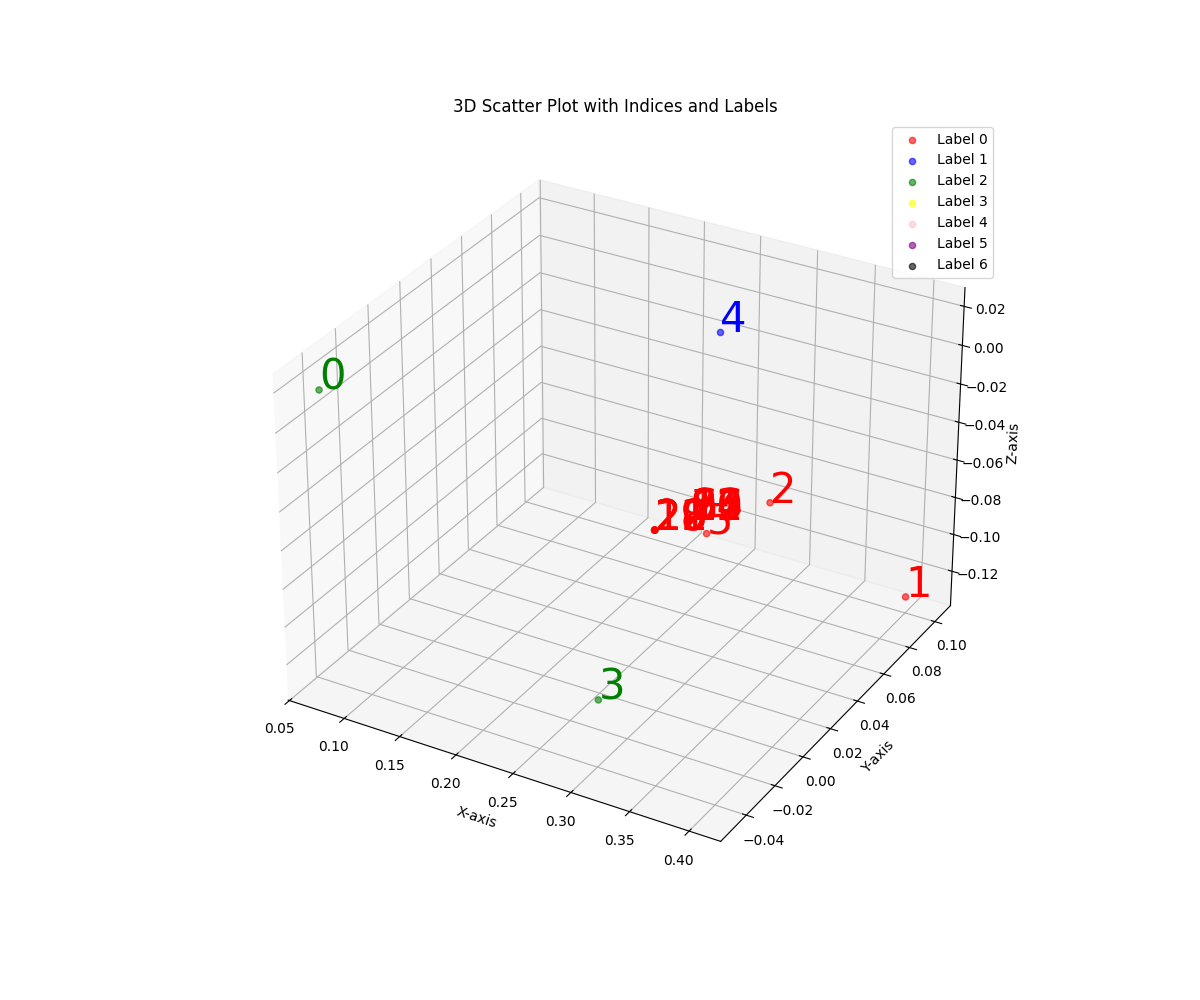 3D Scatter Plot with Indices and Labels
Label 0
Label 1
Label 2
Label 3
Label 4
Label 5
Label 6
4
0
2
3
1
3
0.02
0.00
−0.02
−0.04
−0.06
−0.08
−0.10
−0.12
Z-axis
0.10
0.08
0.06
0.04
0.02
0.00
−0.02
−0.04
Y-axis
0.05
0.10
0.15
0.20
0.25
0.30
0.35
0.40
X-axis